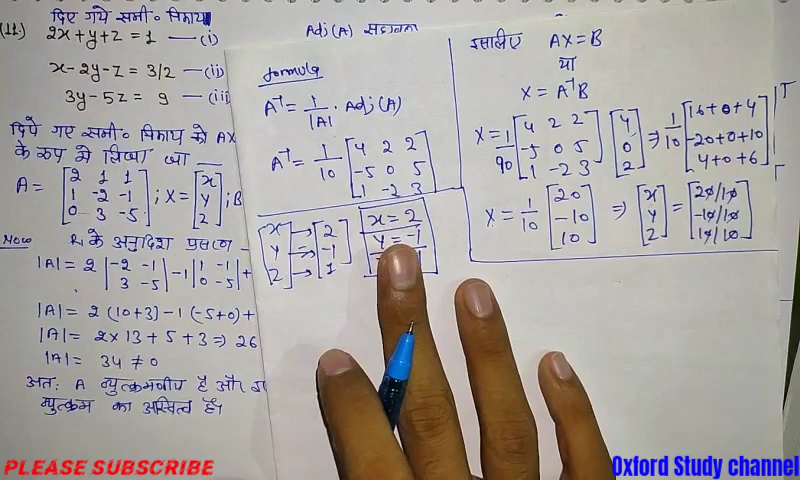 दिए गये समी० निकाय
(11.) 2x+y+z = 1 —(i)
x-2y-z = 3/2 —(ii)
3y-5z = 9 —(iii
दिये गए समी० निकाय को AX
के रूप में लिखा जा
A = [2 1 1; 1 -2 -1; 0 3 -5] ; X = [x; y; z] ; B
Now R₁ के अनुदिश प्रसरण -
|A| = 2 |-2 -1; 3 -5| -1 |1 -1; 0 -5| +
|A| = 2 (10+3) -1 (-5+0) +
|A| = 2x13 + 5 + 3 => 26
|A| = 34 ≠ 0
अतः A व्युत्क्रमणीय है और
व्युत्क्रम का अस्तित्व है।
Adj(A)
formula
A⁻¹ = 1/|A| . Adj(A)
A⁻¹ = 1/10 [4 2 2; -5 0 5; 1 -2 3]
[x; y; z] [2; -1; 1]
x = 2
y = -1
इसलिए AX = B
या
X = A⁻¹B
X = 1/90 [4 2 2; -5 0 5; 1 -2 3] [4; 0; 2] => 1/10 [16+0+4; -20+0+10; 4+0+6]
X = 1/10 [20; -10; 10] => [x; y; z] = [20/10; -10/10; 10/10]
PLEASE SUBSCRIBE
Oxford Study channel